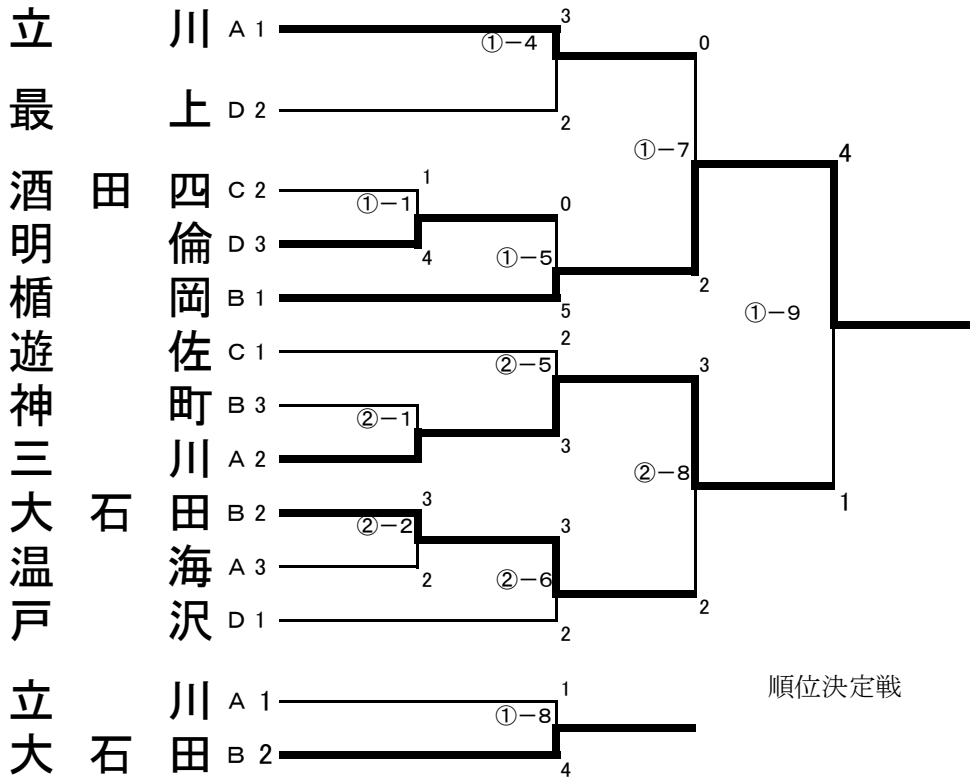 立川 A 1
3
①-4
0
最上 D 2
2
①-7
4
酒田四 C 2
1
①-1
0
明倫 D 3
4
①-5
2
楯岡 B 1
5
①-9
遊佐 C 1
2
②-5
3
神町 B 3
②-1
三川 A 2
3
②-8
1
大石田 B 2
3
②-2
3
温海 A 3
2
②-6
2
戸沢 D 1
2
順位決定戦
立川 A 1
1
①-8
大石田 B 2
4